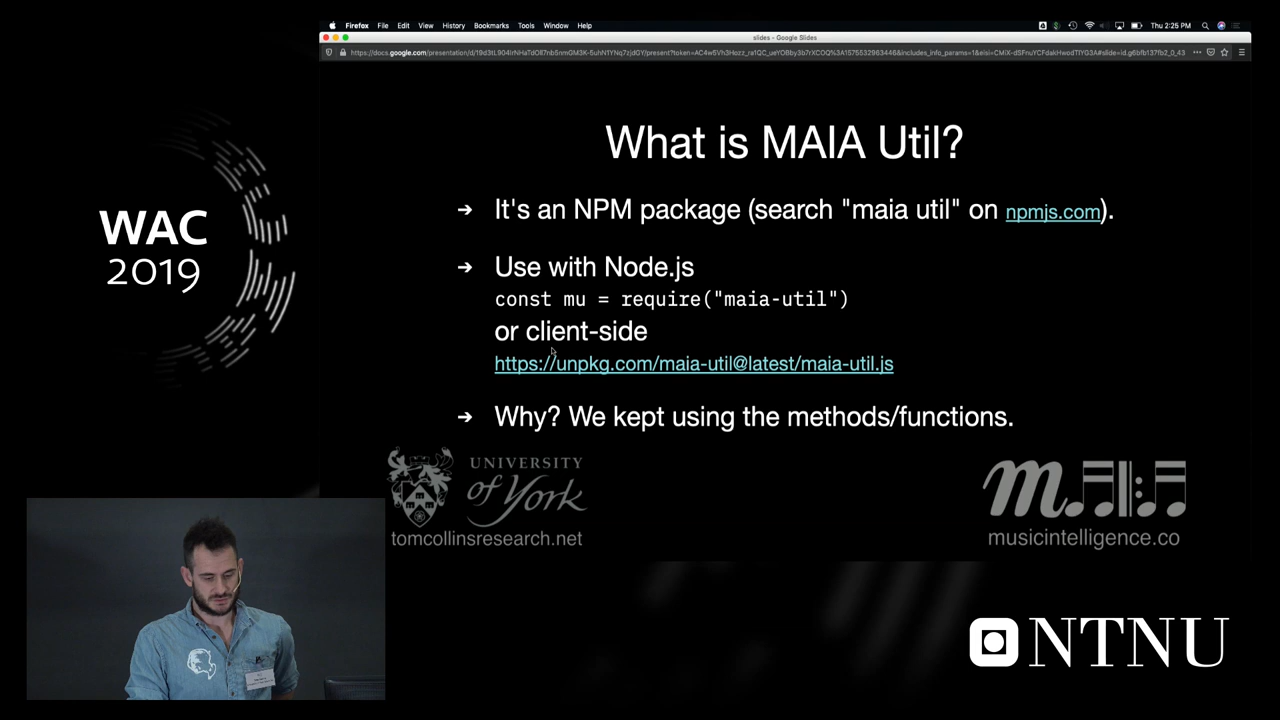 Firefox File Edit View History Bookmarks Tools Window Help
Thu 2:25 PM
slides - Google Slides
What is MAIA Util?
➔ It's an NPM package (search "maia util" on npmjs.com).
➔ Use with Node.js
const mu = require("maia-util")
or client-side
https://unpkg.com/maia-util@latest/maia-util.js
➔ Why? We kept using the methods/functions.
WAC
2019
UNIVERSITY
of York
tomcollinsresearch.net
musicintelligence.co
NTNU